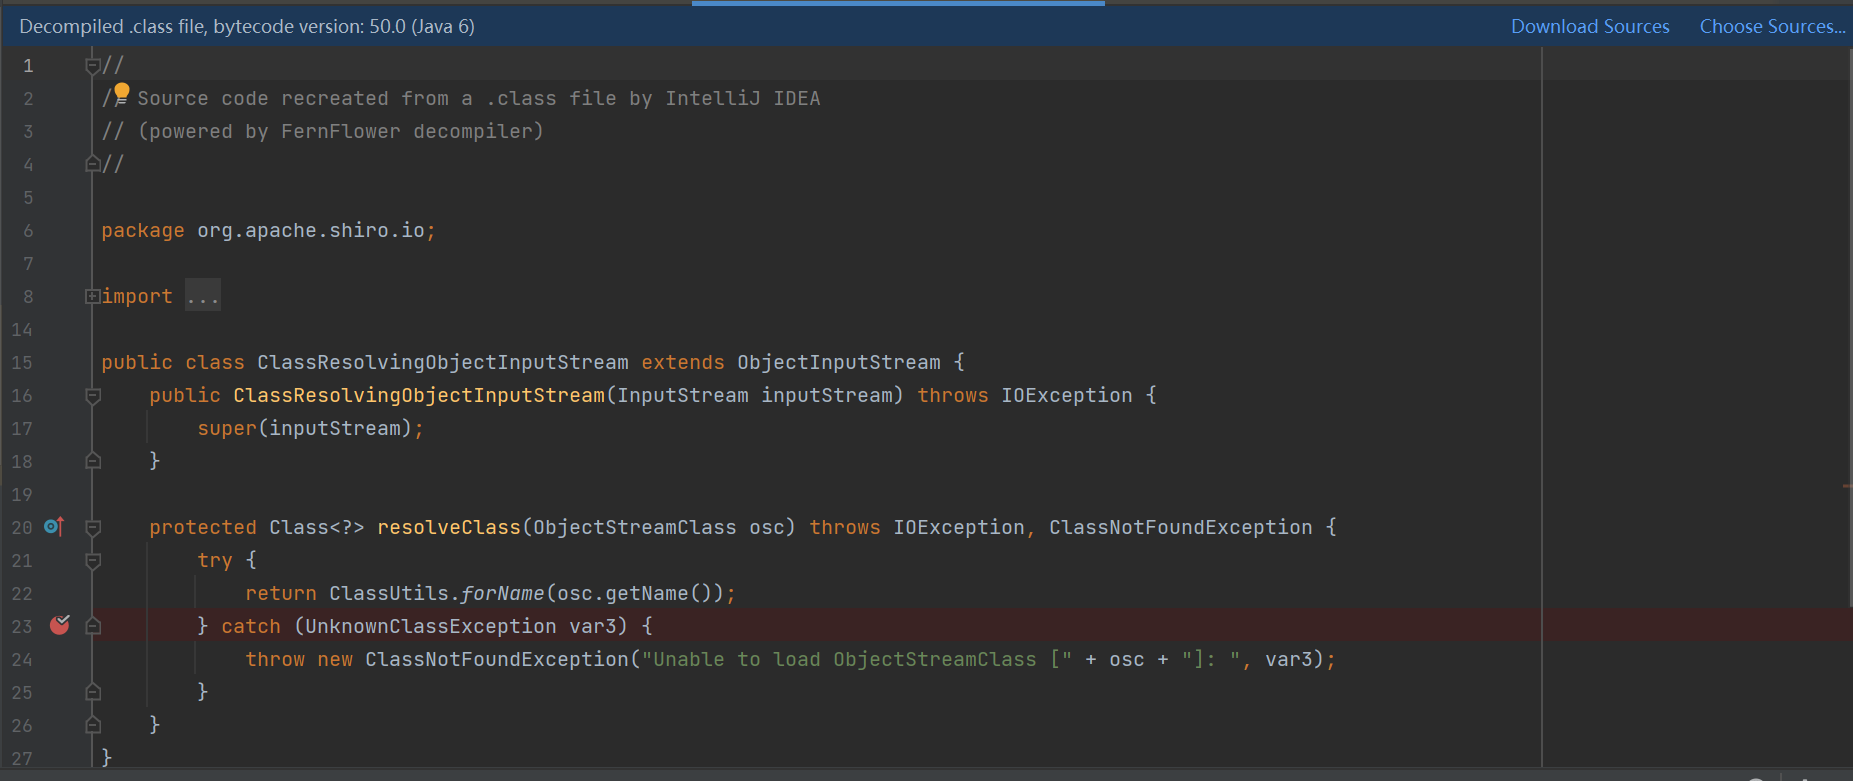 Decompiled .class file, bytecode version: 50.0 (Java 6) Download Sources Choose Sources...
1 //
2 // Source code recreated from a .class file by IntelliJ IDEA
3 // (powered by FernFlower decompiler)
4 //
5
6 package org.apache.shiro.io;
7
8 import ...
14
15 public class ClassResolvingObjectInputStream extends ObjectInputStream {
16 public ClassResolvingObjectInputStream(InputStream inputStream) throws IOException {
17 super(inputStream);
18 }
19
20 protected Class<?> resolveClass(ObjectStreamClass osc) throws IOException, ClassNotFoundException {
21 try {
22 return ClassUtils.forName(osc.getName());
23 } catch (UnknownClassException var3) {
24 throw new ClassNotFoundException("Unable to load ObjectStreamClass [" + osc + "]: ", var3);
25 }
26 }
27 }